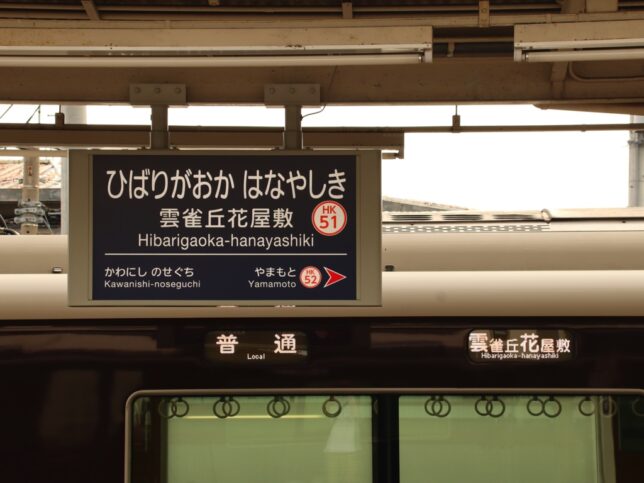 ひばりがおか はなやしき
雲雀丘花屋敷
HK
51
Hibarigaoka-hanayashiki
かわにし のせぐち
Kawanishi-noseguchi
やまもと
Yamamoto
HK
52
普通
Local
雲雀丘花屋敷
Hibarigaoka-hanayashiki